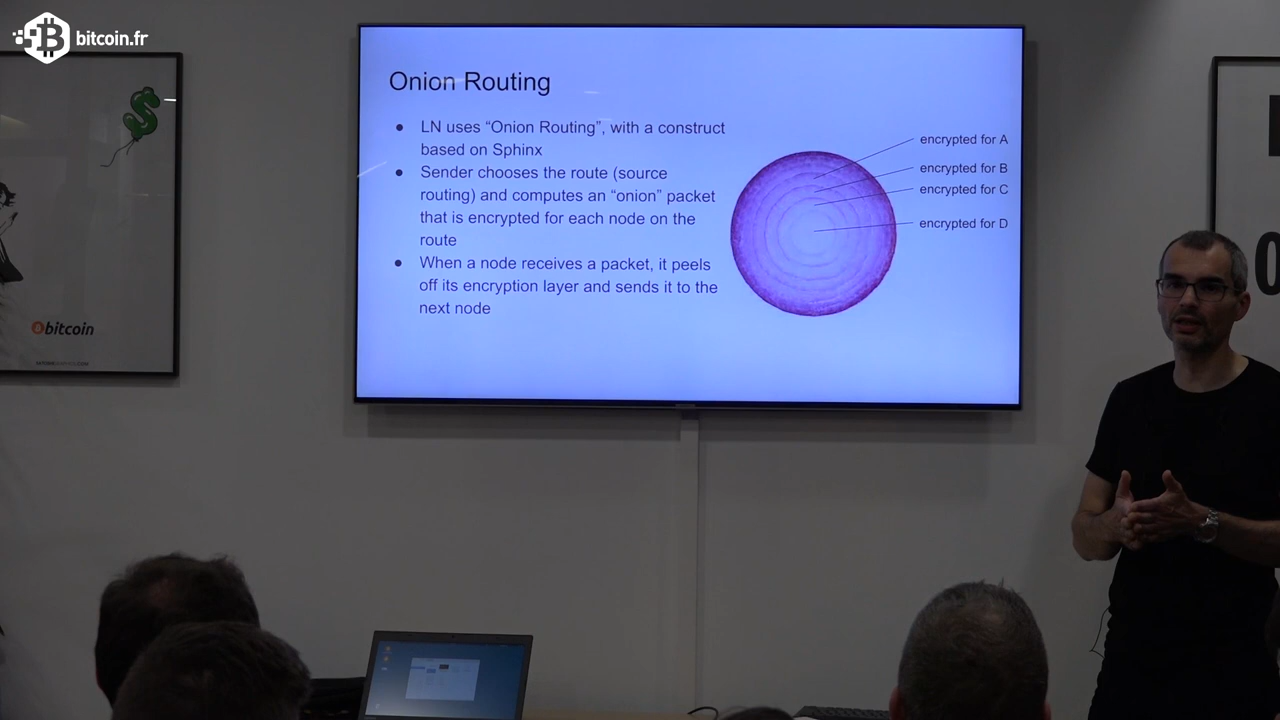 bitcoin.fr
Onion Routing
● LN uses “Onion Routing”, with a construct
based on Sphinx
● Sender chooses the route (source
routing) and computes an “onion” packet
that is encrypted for each node on the
route
● When a node receives a packet, it peels
off its encryption layer and sends it to the
next node
encrypted for A
encrypted for B
encrypted for C
encrypted for D
bitcoin
0